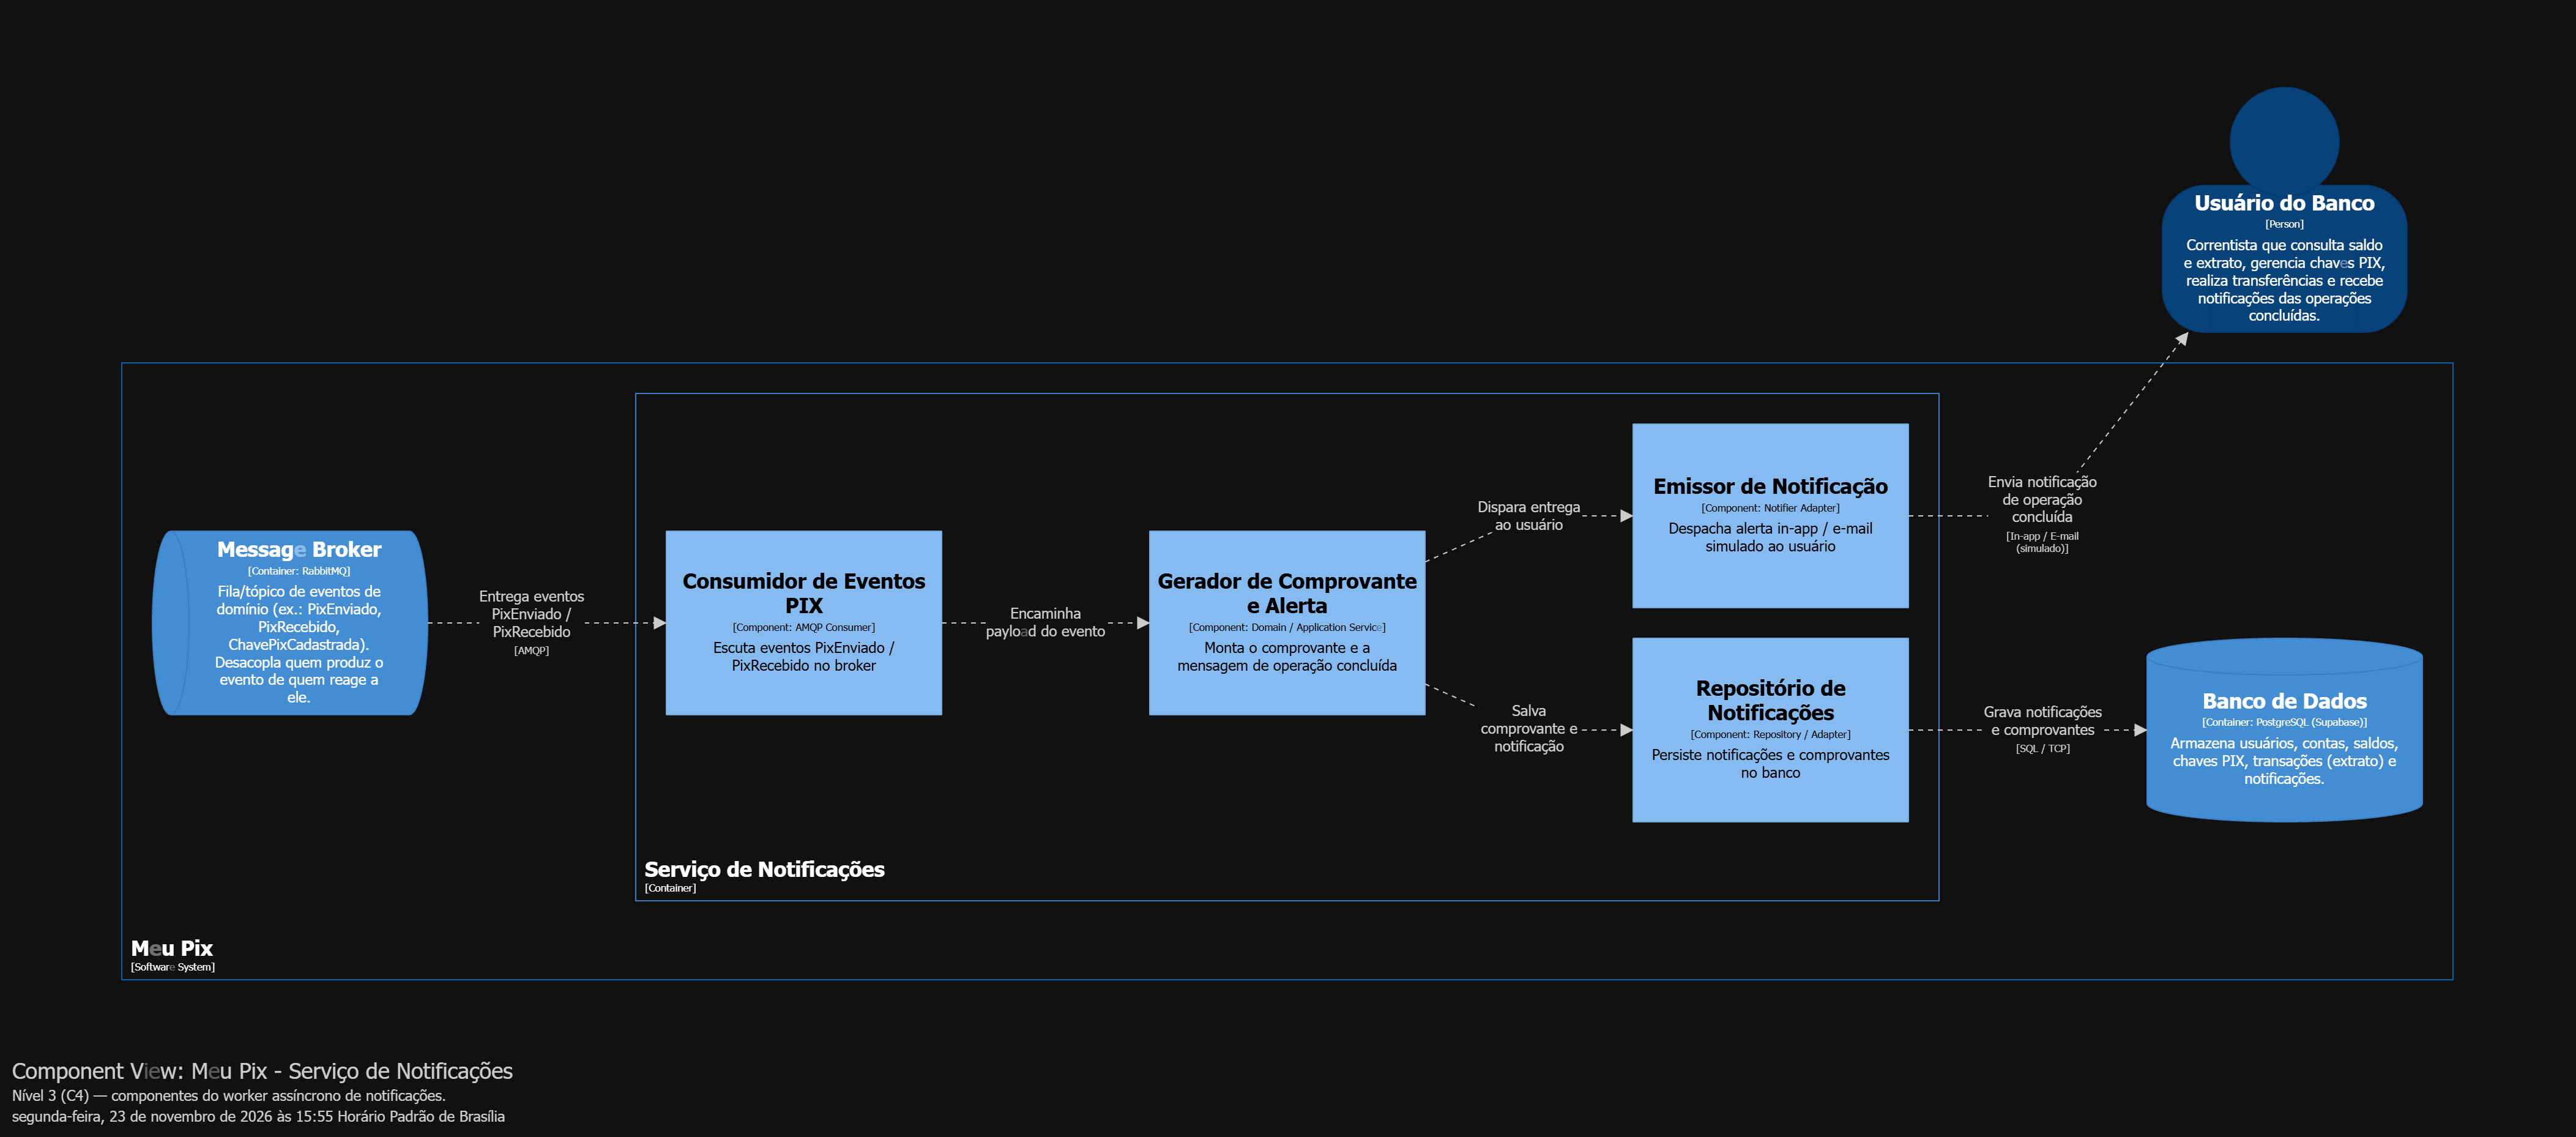 Usuário do Banco
[Person]
Correntista que consulta saldo
e extrato, gerencia chaves PIX,
realiza transferências e recebe
notificações das operações
concluídas.
Message Broker
[Container: RabbitMQ]
Fila/tópico de eventos de
domínio (ex.: PixEnviado,
PixRecebido,
ChavePixCadastrada).
Desacopla quem produz o
evento de quem reage a
ele.
Entrega eventos
PixEnviado /
PixRecebido
[AMQP]
Consumidor de Eventos
PIX
[Component: AMQP Consumer]
Escuta eventos PixEnviado /
PixRecebido no broker
Encaminha
payload do evento
Gerador de Comprovante
e Alerta
[Component: Domain / Application Service]
Monta o comprovante e a
mensagem de operação concluída
Dispara entrega
ao usuário
Salva
comprovante e
notificação
Emissor de Notificação
[Component: Notifier Adapter]
Despacha alerta in-app / e-mail
simulado ao usuário
Repositório de
Notificações
[Component: Repository / Adapter]
Persiste notificações e comprovantes
no banco
Envia notificação
de operação
concluída
[In-app / E-mail
(simulado)]
Grava notificações
e comprovantes
[SQL / TCP]
Banco de Dados
[Container: PostgreSQL (Supabase)]
Armazena usuários, contas, saldos,
chaves PIX, transações (extrato) e
notificações.
Serviço de Notificações
[Container]
Meu Pix
[Software System]
Component View: Meu Pix - Serviço de Notificações
Nível 3 (C4) — componentes do worker assíncrono de notificações.
segunda-feira, 23 de novembro de 2026 às 15:55 Horário Padrão de Brasília